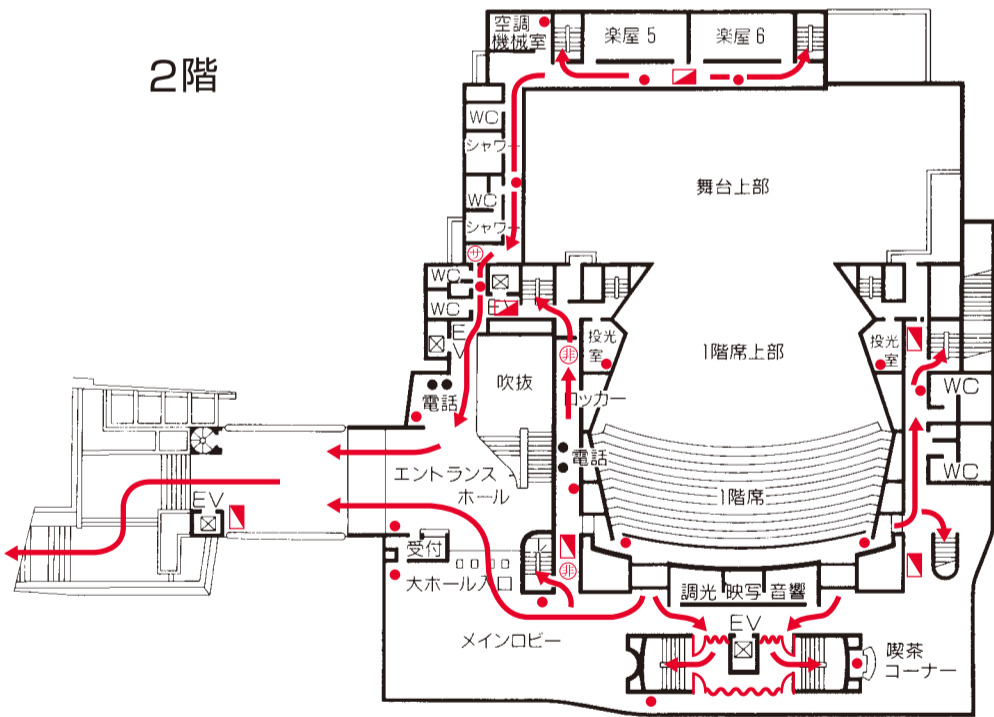 2階
空調
機械室
楽屋5
楽屋6
WC
シャワー
WC
シャワー
舞台上部
サ
WC
WC
EV
EV
投光室
非
1階席上部
投光室
吹抜
ロッカー
電話
WC
電話
エントランス
ホール
1階席
WC
EV
受付
非
大ホール入口
調光
映写
音響
EV
メインロビー
喫茶
コーナー